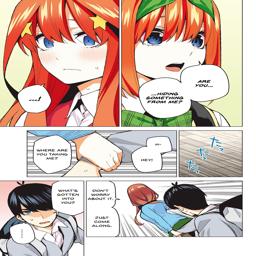 ARE
YOU...
...HIDING
SOMETHING
FROM ME?
...!
H-
HEY!
WHERE ARE
YOU TAKING
ME?
DON'T
WORRY
ABOUT IT.
JUST
COME
ALONG.
WHAT'S
GOTTEN
INTO
YOU?